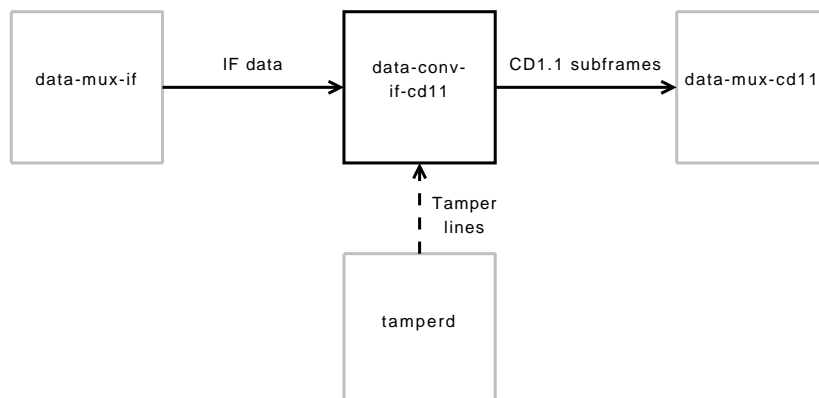 data-mux-if
IF data
data-conv-
if-cd11
CD1.1 subframes
data-mux-cd11
Tamper
lines
tamperd